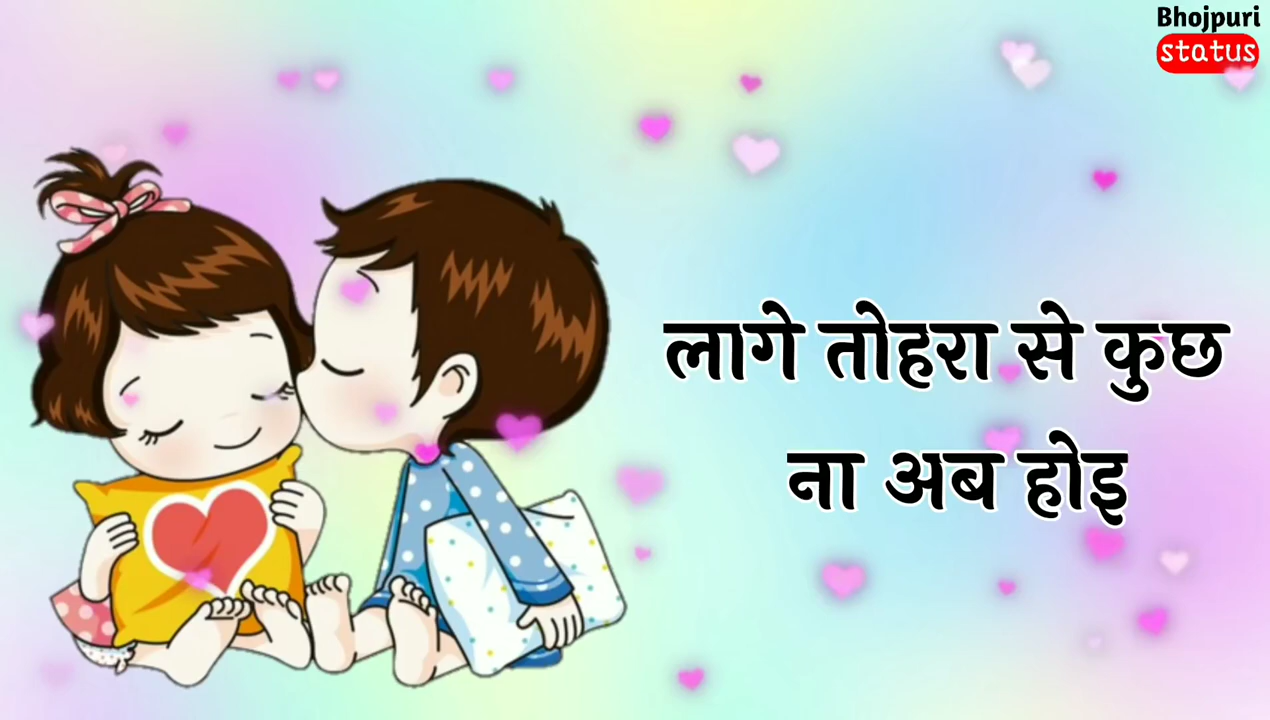 Bhojpuri
status
लागे तोहरा से कुछ
ना अब होइ